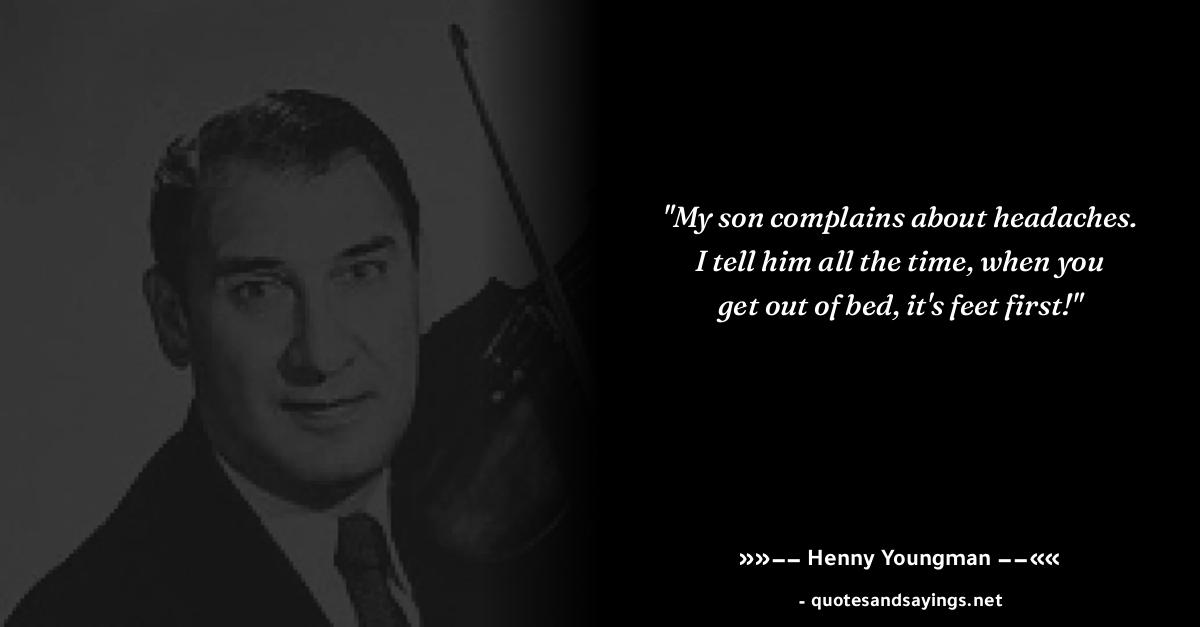 "My son complains about headaches.
I tell him all the time, when you
get out of bed, it's feet first!"
»»−− Henny Youngman −−««
- quotesandsayings.net